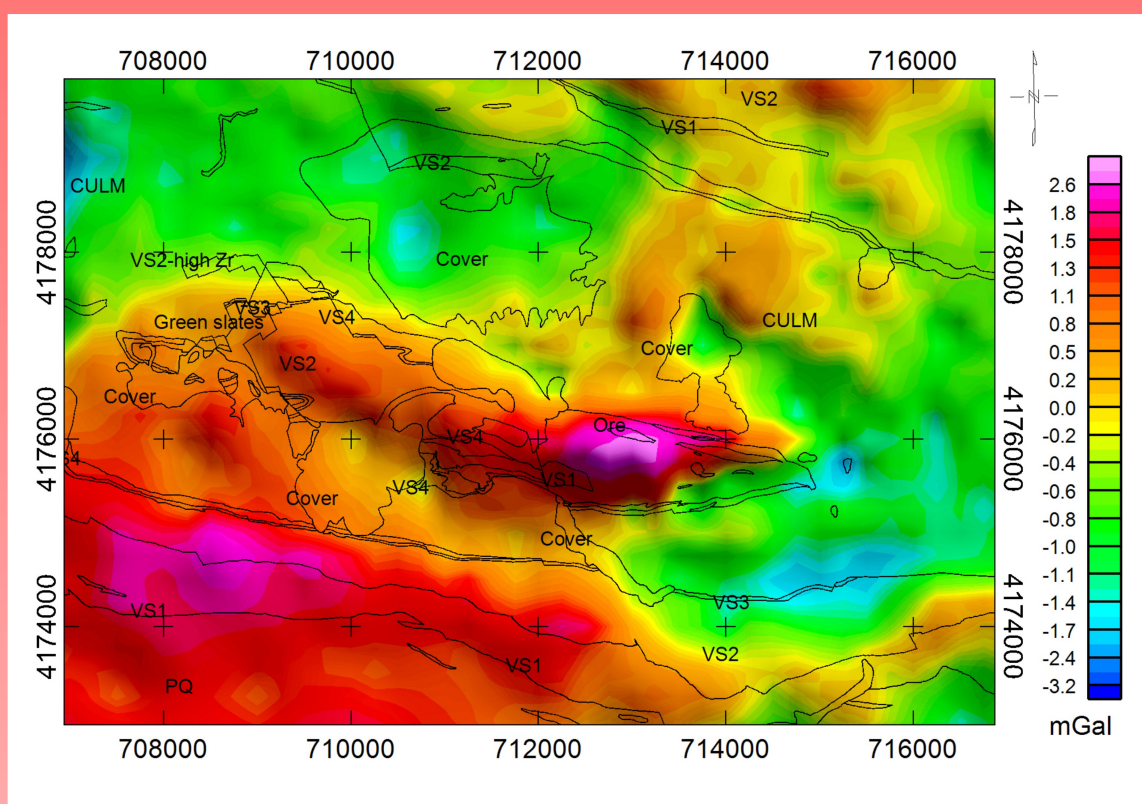 708000 710000 712000 714000 716000
N
VS2
VS1
2.6
VS2
1.8
CULM
1.5
4178000
4178000
1.3
VS2-high Zr
Cover
1.1
VS3
Green slates
VS4
CULM
0.8
Cover
0.5
VS2
0.2
Cover
0.0
4176000
Ore
4176000
-0.2
VS4
-0.4
VS1
VS4
-0.6
Cover
-0.8
Cover
-1.0
-1.1
VS3
-1.4
VS1
4174000
4174000
-1.7
VS2
VS1
-2.4
PQ
-3.2
mGal
708000 710000 712000 714000 716000